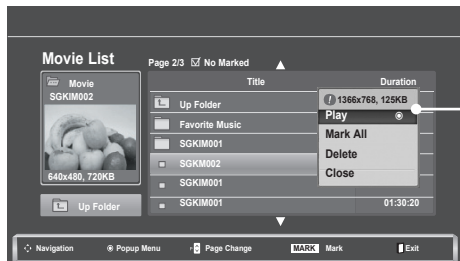 Movie List
Page 2/3 ☑ No Marked
Movie
SGKIM002
640x480, 720KB
Up Folder
Title
Duration
Up Folder
Favorite Music
SGKIM001
SGKIM002
SGKIM001
SGKIM001
01:30:20
1366x768, 125KB
Play
Mark All
Delete
Close
Navigation
Popup Menu
Page Change
MARK Mark
Exit